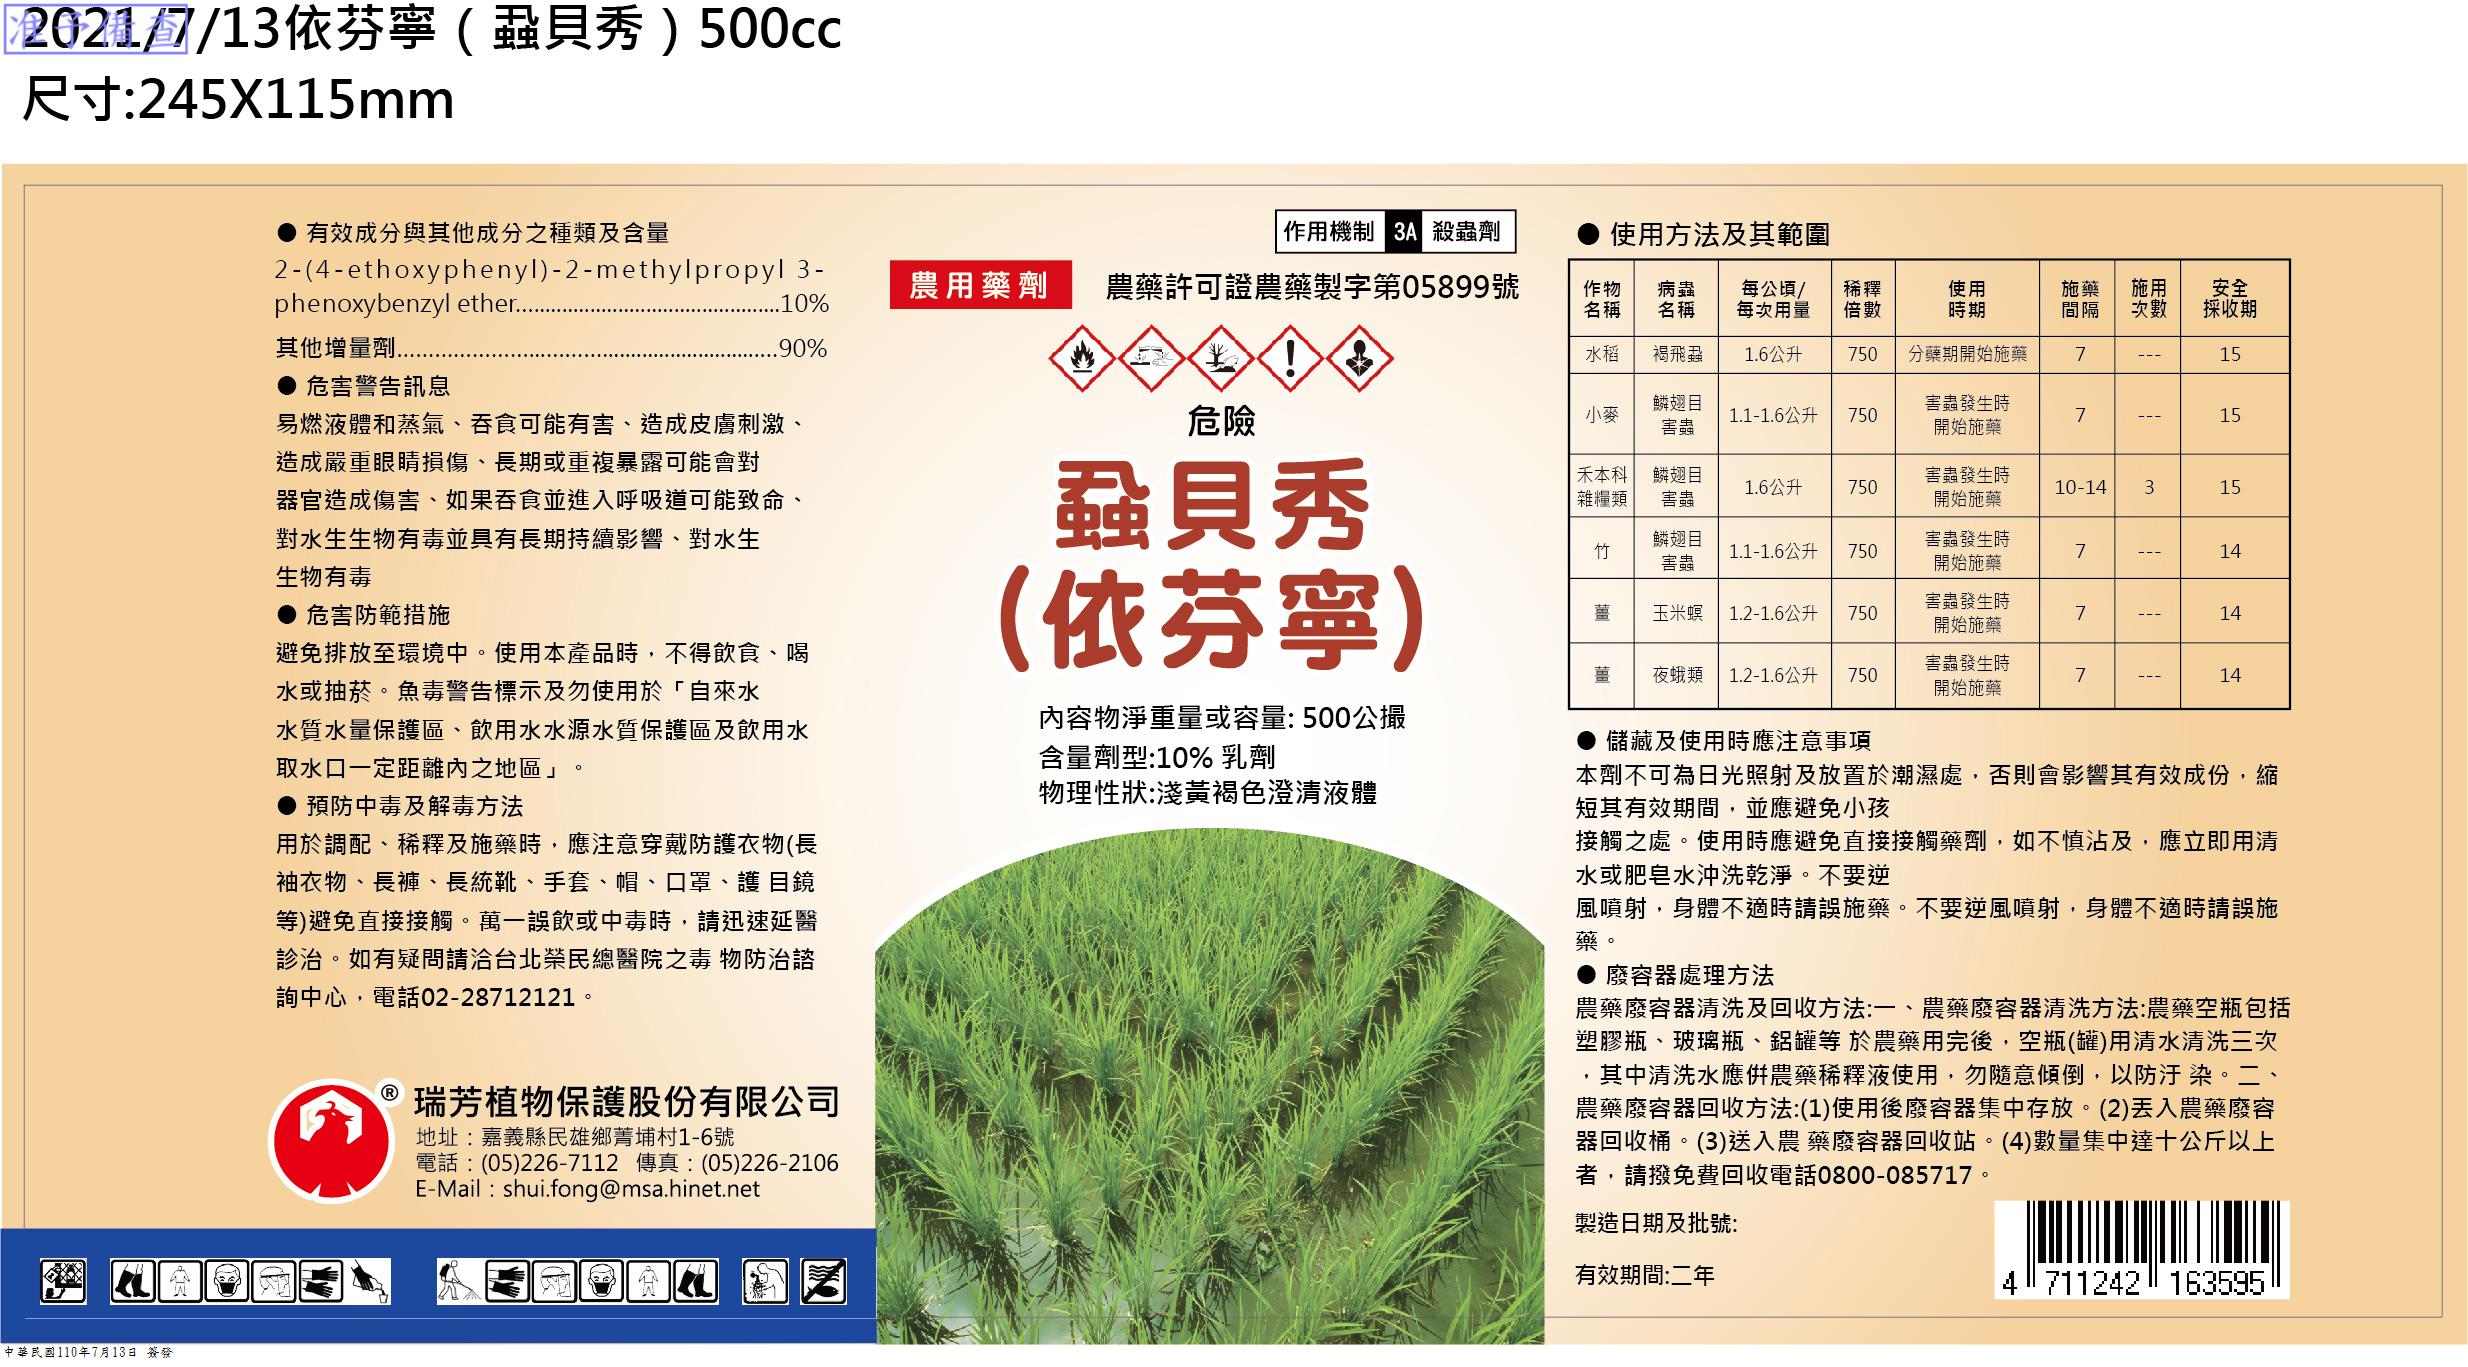 准予備查
2021/7/13依芬寧（蝨貝秀）500cc
尺寸:245X115mm
● 有效成分與其他成分之種類及含量
2-(4-ethoxyphenyl)-2-methylpropyl 3-
phenoxybenzyl ether............................................10%
其他增量劑.............................................................90%
● 危害警告訊息
易燃液體和蒸氣、吞食可能有害、造成皮膚刺激、
造成嚴重眼睛損傷、長期或重複暴露可能會對
器官造成傷害、如果吞食並進入呼吸道可能致命、
對水生生物有毒並具有長期持續影響、對水生
生物有毒
● 危害防範措施
避免排放至環境中。使用本產品時，不得飲食、喝
水或抽菸。魚毒警告標示及勿使用於「自來水
水質水量保護區、飲用水水源水質保護區及飲用水
取水口一定距離內之地區」。
● 預防中毒及解毒方法
用於調配、稀釋及施藥時，應注意穿戴防護衣物(長
袖衣物、長褲、長統靴、手套、帽、口罩、護 目鏡
等)避免直接接觸。萬一誤飲或中毒時，請迅速延醫
診治。如有疑問請洽台北榮民總醫院之毒 物防治諮
詢中心，電話02-28712121。
® 瑞芳植物保護股份有限公司
地址：嘉義縣民雄鄉菁埔村1-6號
電話：(05)226-7112 傳真：(05)226-2106
E-Mail：shui.fong@msa.hinet.net
作用機制 3A 殺蟲劑
農用藥劑 農藥許可證農藥製字第05899號
危險
蝨貝秀
(依芬寧)
內容物淨重量或容量: 500公撮
含量劑型:10% 乳劑
物理性狀:淺黃褐色澄清液體
● 使用方法及其範圍
作物名稱 病蟲名稱 每公頃/每次用量 稀釋倍數 使用時期 施藥間隔 施用次數 安全採收期
水稻 褐飛蝨 1.6公升 750 分蘗期開始施藥 7 --- 15
小麥 鱗翅目害蟲 1.1-1.6公升 750 害蟲發生時開始施藥 7 --- 15
禾本科雜糧類 鱗翅目害蟲 1.6公升 750 害蟲發生時開始施藥 10-14 3 15
竹 鱗翅目害蟲 1.1-1.6公升 750 害蟲發生時開始施藥 7 --- 14
薑 玉米螟 1.2-1.6公升 750 害蟲發生時開始施藥 7 --- 14
薑 夜蛾類 1.2-1.6公升 750 害蟲發生時開始施藥 7 --- 14
● 儲藏及使用時應注意事項
本劑不可為日光照射及放置於潮濕處，否則會影響其有效成份，縮
短其有效期間，並應避免小孩
接觸之處。使用時應避免直接接觸藥劑，如不慎沾及，應立即用清
水或肥皂水沖洗乾淨。不要逆
風噴射，身體不適時請誤施藥。不要逆風噴射，身體不適時請誤施
藥。
● 廢容器處理方法
農藥廢容器清洗及回收方法:一、農藥廢容器清洗方法:農藥空瓶包括
塑膠瓶、玻璃瓶、鋁罐等 於農藥用完後，空瓶(罐)用清水清洗三次
，其中清洗水應併農藥稀釋液使用，勿隨意傾倒，以防汙 染。二、
農藥廢容器回收方法:(1)使用後廢容器集中存放。(2)丟入農藥廢容
器回收桶。(3)送入農 藥廢容器回收站。(4)數量集中達十公斤以上
者，請撥免費回收電話0800-085717。
製造日期及批號:
有效期間:二年
4 711242 163595
中華民國110年7月13日 簽發